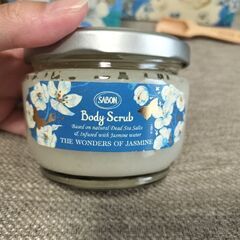 SABON
Body Scrub
Based on natural Dead Sea Salts
& Infused with Jasmine water
THE WONDERS OF JASMINE